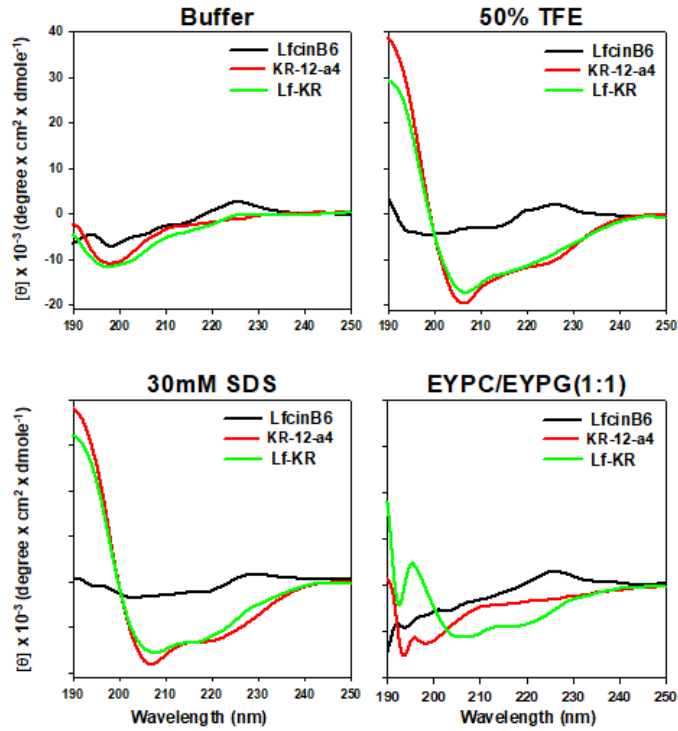 Buffer
50% TFE
[θ] x 10⁻³ (degree x cm² x dmole⁻¹)
40
30
20
10
0
-10
-20
LfcinB6
KR-12-a4
Lf-KR
190 200 210 220 230 240 250
LfcinB6
KR-12-a4
Lf-KR
190 200 210 220 230 240 250
30mM SDS
EYPC/EYPG(1:1)
[θ] x 10⁻³ (degree x cm² x dmole⁻¹)
LfcinB6
KR-12-a4
Lf-KR
190 200 210 220 230 240 250
Wavelength (nm)
LfcinB6
KR-12-a4
Lf-KR
190 200 210 220 230 240 250
Wavelength (nm)